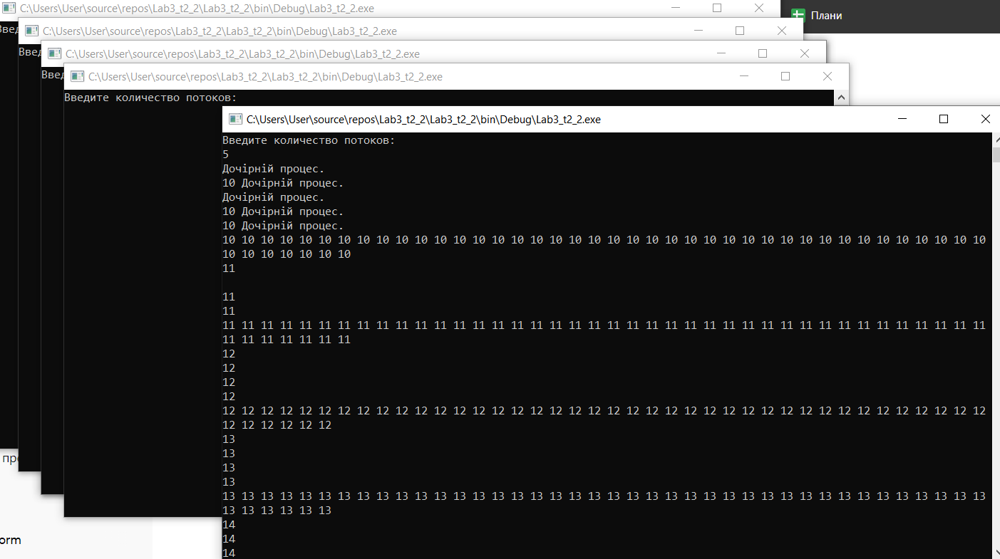 C:\Users\User\source\repos\Lab3_t2_2\Lab3_t2_2\bin\Debug\Lab3_t2_2.exe
Плани
C:\Users\User\source\repos\Lab3_t2_2\Lab3_t2_2\bin\Debug\Lab3_t2_2.exe
C:\Users\User\source\repos\Lab3_t2_2\Lab3_t2_2\bin\Debug\Lab3_t2_2.exe
C:\Users\User\source\repos\Lab3_t2_2\Lab3_t2_2\bin\Debug\Lab3_t2_2.exe
Введите количество потоков:
C:\Users\User\source\repos\Lab3_t2_2\Lab3_t2_2\bin\Debug\Lab3_t2_2.exe
Введите количество потоков:
5
Дочірній процес.
10 Дочірній процес.
Дочірній процес.
10 Дочірній процес.
10 Дочірній процес.
10 10 10 10 10 10 10 10 10 10 10 10 10 10 10 10 10 10 10 10 10 10 10 10 10 10 10 10 10 10 10 10 10 10 10 10 10 10 10 10
10 10 10 10 10 10 10
11
11
11
11 11 11 11 11 11 11 11 11 11 11 11 11 11 11 11 11 11 11 11 11 11 11 11 11 11 11 11 11 11 11 11 11 11 11 11 11 11 11 11
11 11 11 11 11 11 11
12
12
12
12
12 12 12 12 12 12 12 12 12 12 12 12 12 12 12 12 12 12 12 12 12 12 12 12 12 12 12 12 12 12 12 12 12 12 12 12 12 12 12 12
12 12 12 12 12 12
13
13
13
13
13 13 13 13 13 13 13 13 13 13 13 13 13 13 13 13 13 13 13 13 13 13 13 13 13 13 13 13 13 13 13 13 13 13 13 13 13 13 13 13
13 13 13 13 13 13
14
14
14
orm